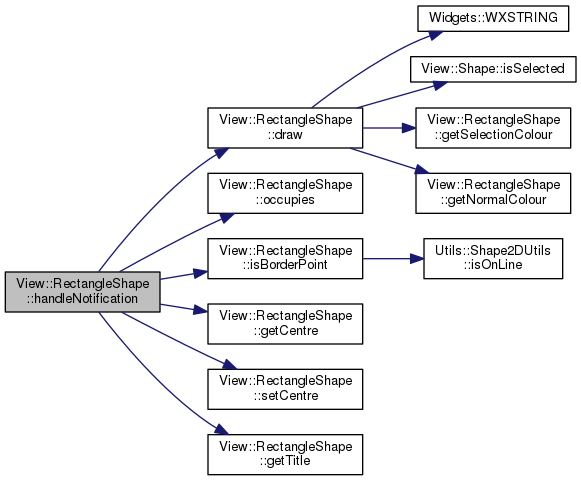 Widgets::WXSTRING
View::Shape::isSelected
View::RectangleShape
::draw
View::RectangleShape
::getSelectionColour
View::RectangleShape
::occupies
View::RectangleShape
::getNormalColour
View::RectangleShape
::isBorderPoint
Utils::Shape2DUtils
::isOnLine
View::RectangleShape
::handleNotification
View::RectangleShape
::getCentre
View::RectangleShape
::setCentre
View::RectangleShape
::getTitle